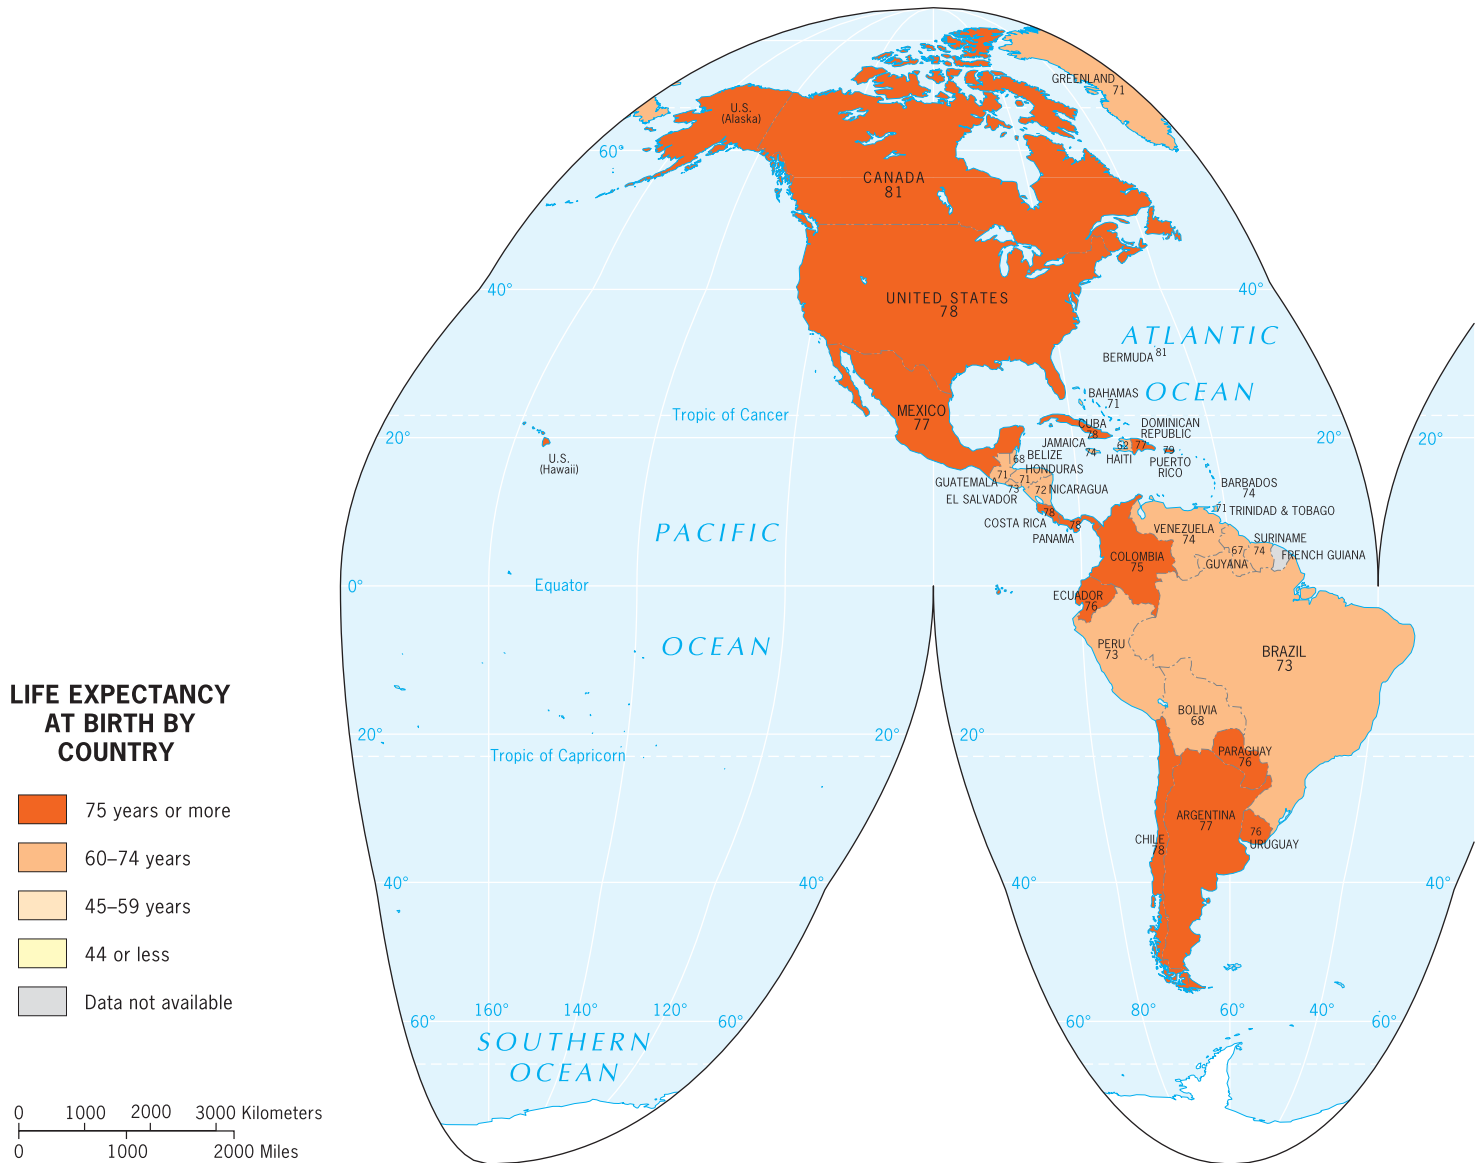 GREENLAND
71
U.S.
(Alaska)
60°
CANADA
81
40°
40°
UNITED STATES
78
ATLANTIC
BERMUDA 81
OCEAN
BAHAMAS
71
MEXICO
77
Tropic of Cancer
CUBA
78
DOMINICAN
REPUBLIC
20°
20°
20°
JAMAICA
74
HAITI
77
79
PUERTO
RICO
U.S.
(Hawaii)
68 BELIZE
71
HONDURAS
71
GUATEMALA
73
72 NICARAGUA
EL SALVADOR
BARBADOS
74
71 TRINIDAD & TOBAGO
78
COSTA RICA
78
PANAMA
PACIFIC
VENEZUELA
74
SURINAME
67
74
FRENCH GUIANA
GUYANA
COLOMBIA
75
0°
Equator
ECUADOR
76
OCEAN
PERU
73
BRAZIL
73
LIFE EXPECTANCY
AT BIRTH BY
COUNTRY
BOLIVIA
68
20°
20°
20°
Tropic of Capricorn
PARAGUAY
76
75 years or more
ARGENTINA
77
76
URUGUAY
CHILE
78
60–74 years
40°
40°
40°
40°
45–59 years
44 or less
Data not available
160°
140°
120°
80°
60°
40°
60°
60°
60°
60°
SOUTHERN
OCEAN
0 1000 2000 3000 Kilometers
0 1000 2000 Miles